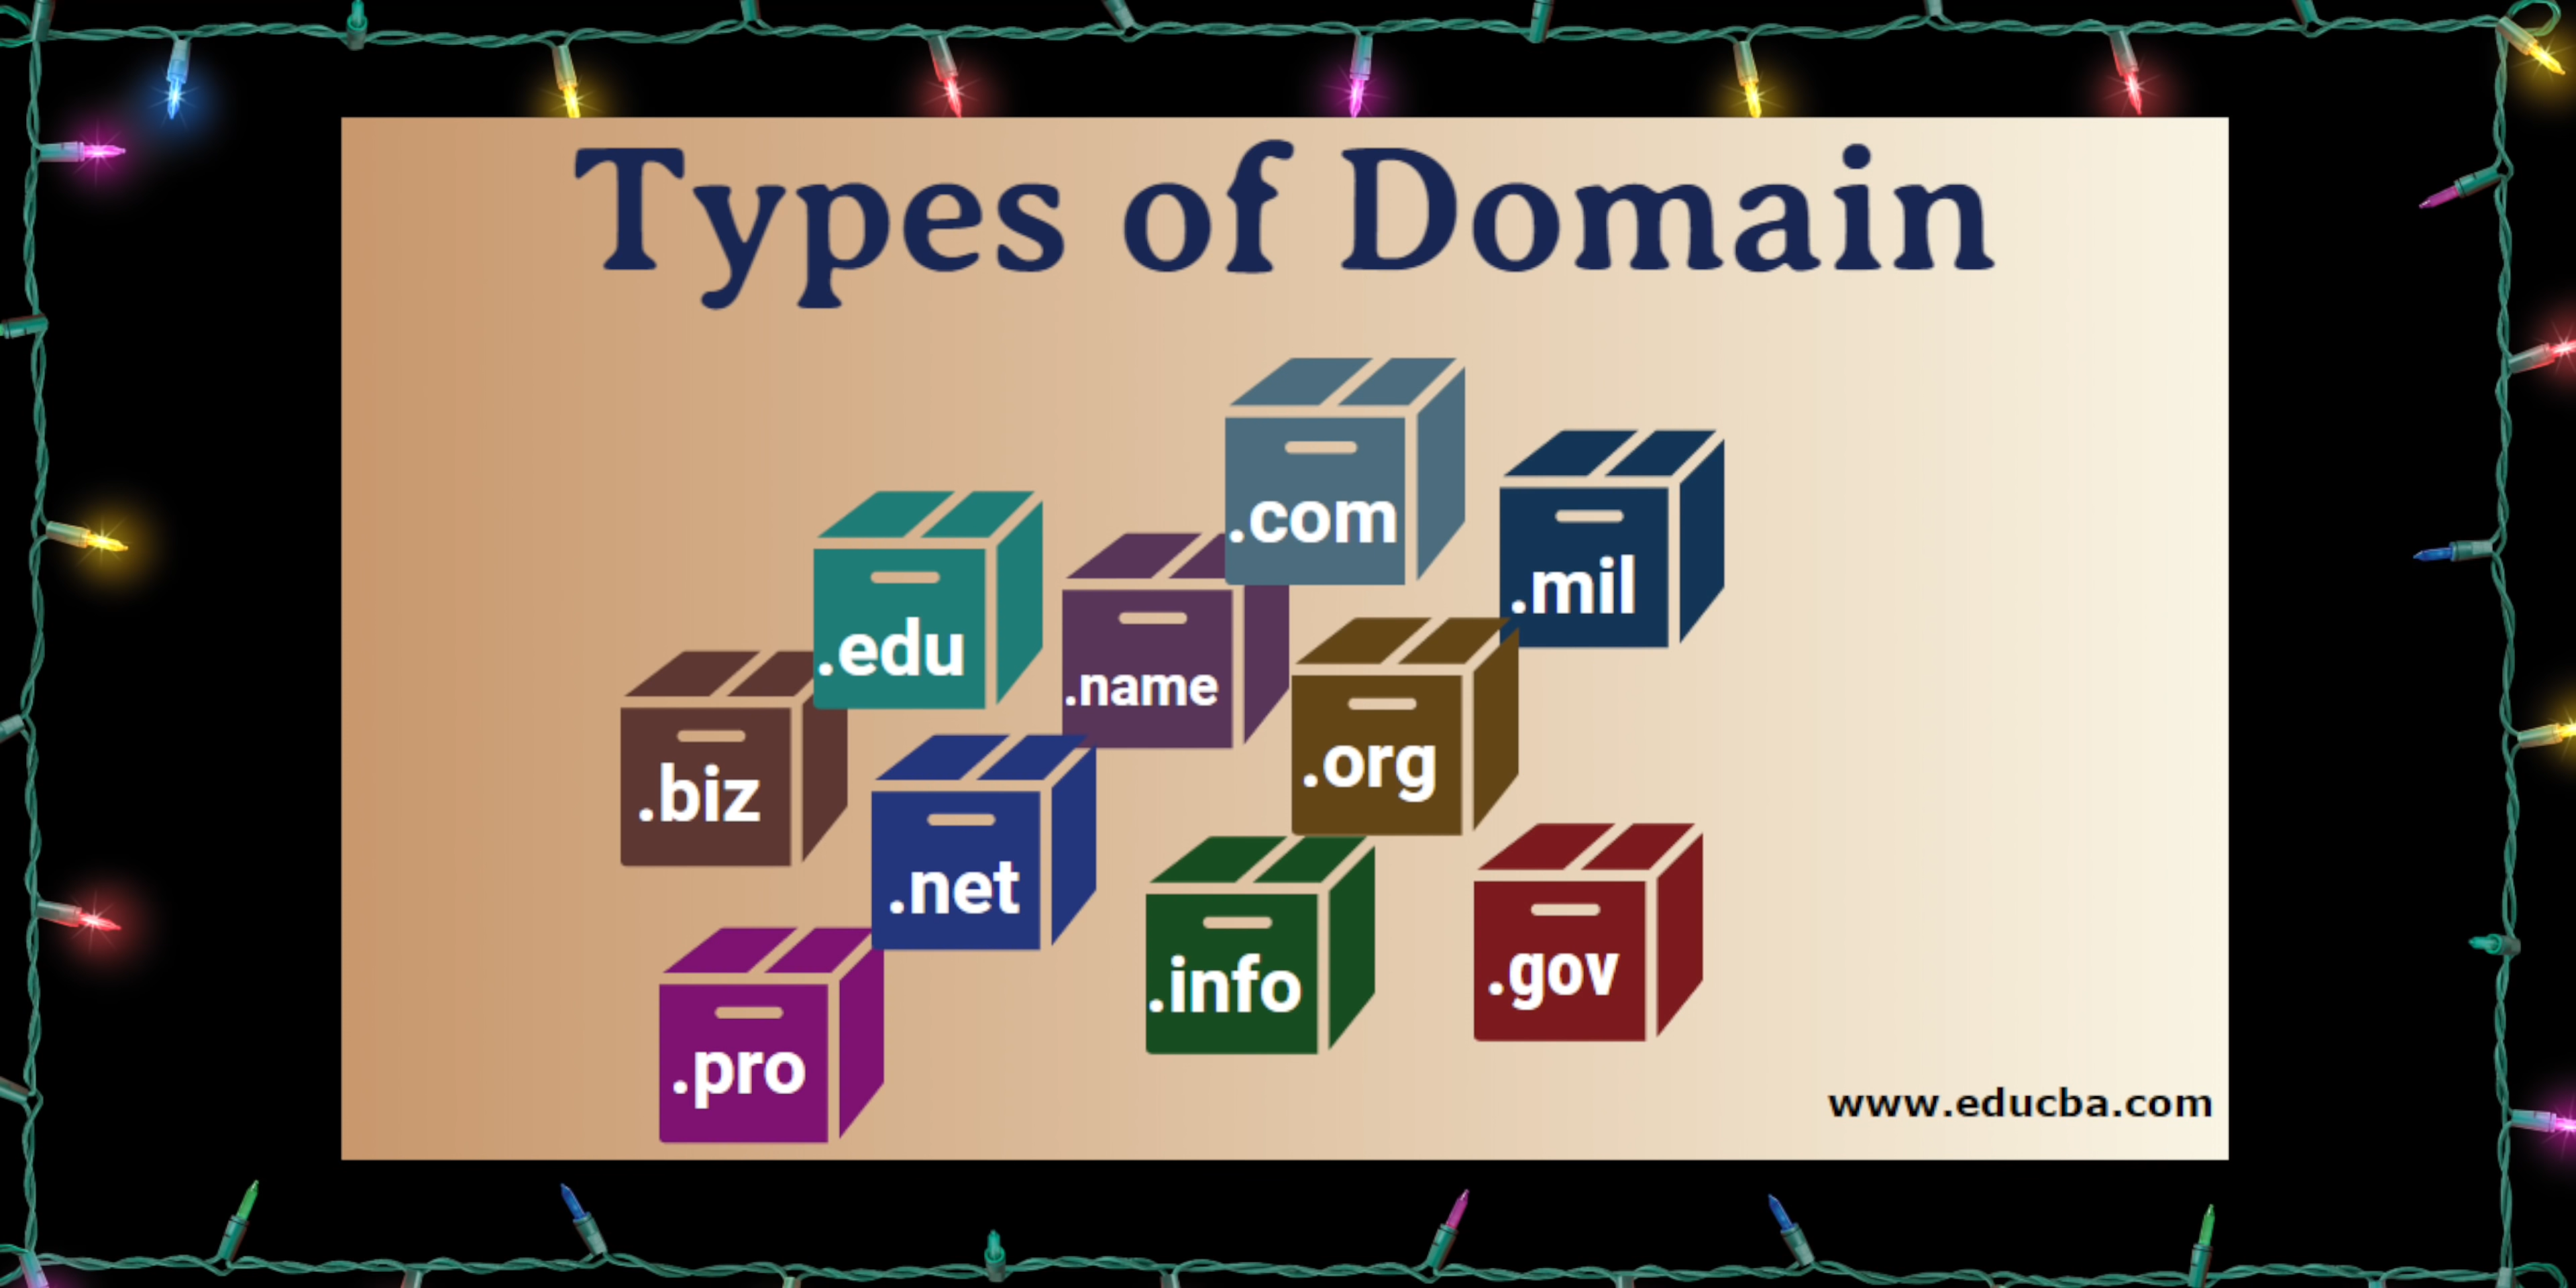 Types of Domain
.com
.mil
.edu
.name
.org
.biz
.net
.info
.gov
.pro
www.educba.com